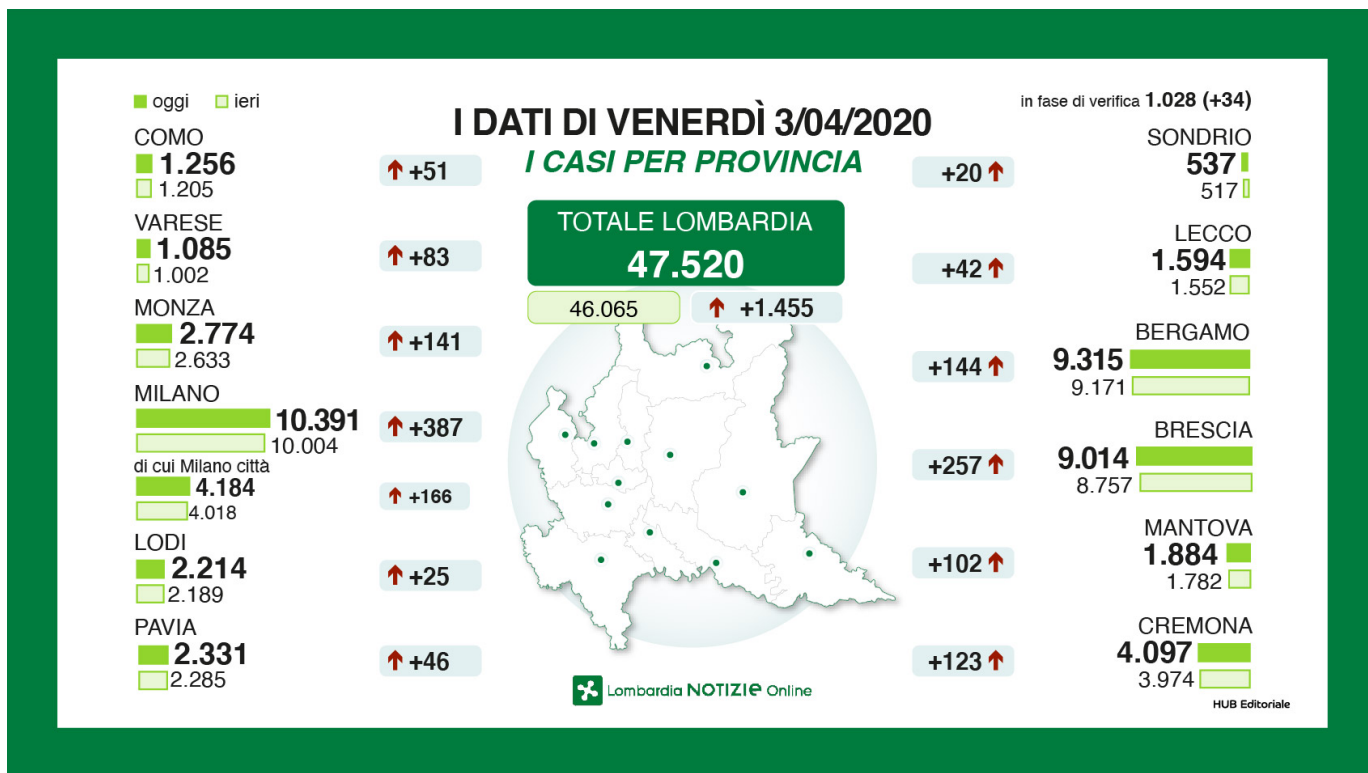 oggi ieri
COMO
1.256
1.205
+51
VARESE
1.085
1.002
+83
MONZA
2.774
2.633
+141
MILANO
10.391
10.004
+387
di cui Milano città
4.184
4.018
+166
LODI
2.214
2.189
+25
PAVIA
2.331
2.285
+46
I DATI DI VENERDÌ 3/04/2020
I CASI PER PROVINCIA
TOTALE LOMBARDIA
47.520
46.065 +1.455
Lombardia NOTIZIE Online
in fase di verifica 1.028 (+34)
SONDRIO
+20
537
517
LECCO
+42
1.594
1.552
BERGAMO
+144
9.315
9.171
BRESCIA
+257
9.014
8.757
MANTOVA
+102
1.884
1.782
CREMONA
+123
4.097
3.974
HUB Editoriale